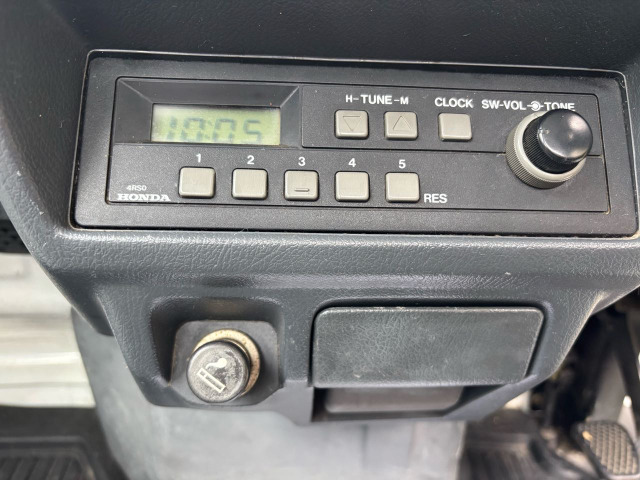 H-TUNE-M CLOCK SW-VOL TONE
10:05
1 2 3 4 5
4RS0
HONDA
RES